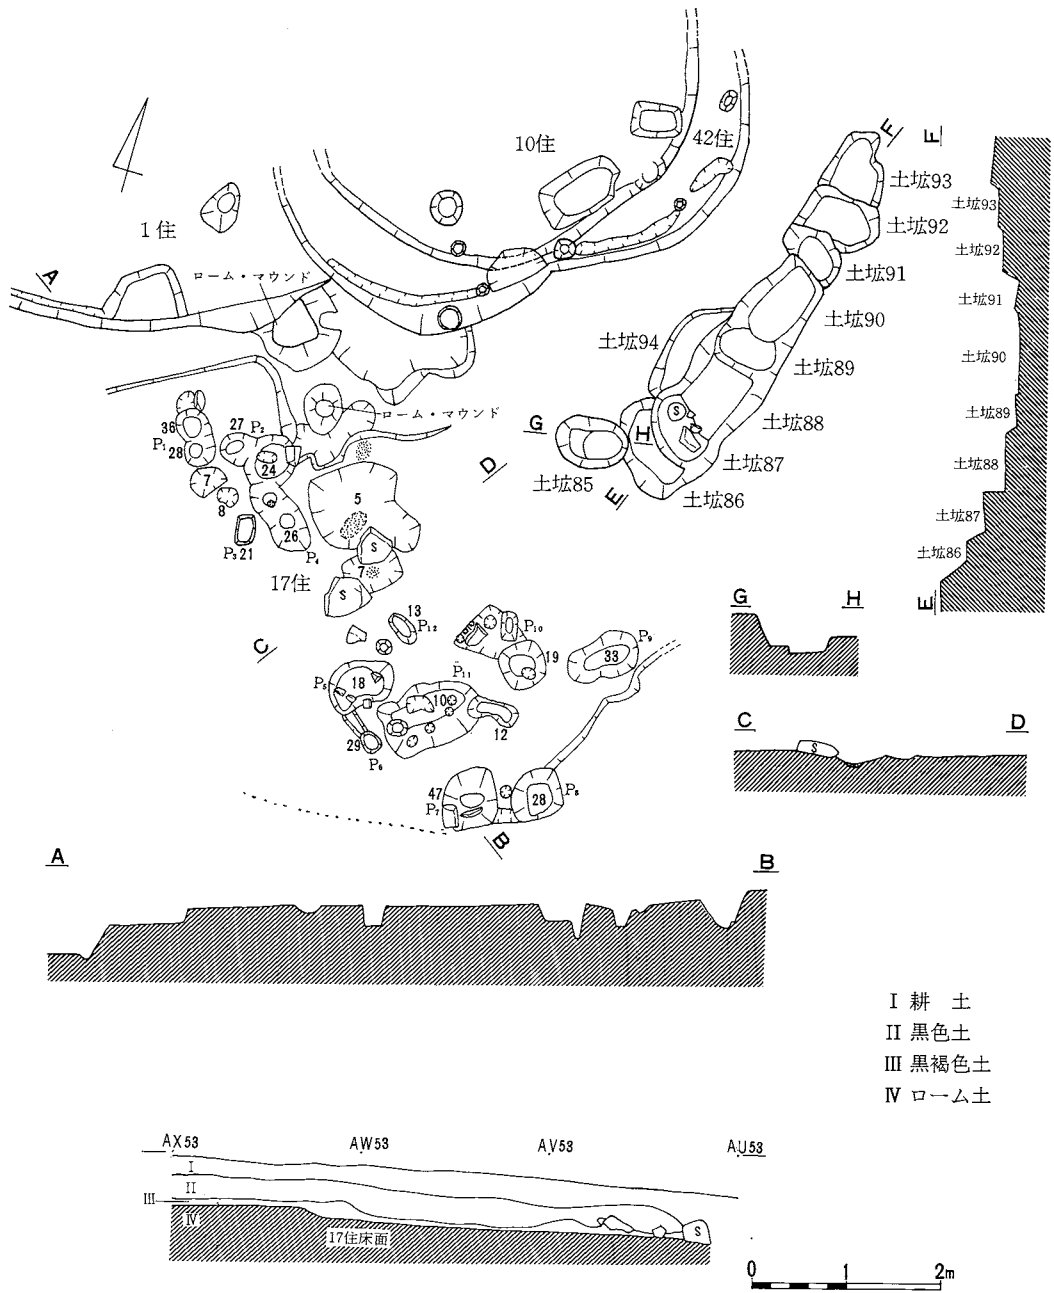 10住
42住
F
F
土坑93
土坑93
1住
土坑92
土坑92
A
ローム・マウンド
土坑91
土坑91
土坑90
土坑94
土坑90
土坑89
ローム・マウンド
土坑89
36
27
P₂
S
G
H
土坑88
P₁
28
24
D
土坑88
土坑87
7
土坑85
E
土坑86
5
8
土坑87
26
P₃
21
P₄
S
土坑86
17住
7
S
E
G
H
13
P₁₂
P₁₀
C
19
P₉
33
P₁₁
P₅
18
10
C
D
12
S
29
P₆
47
P₇
28
P₈
B
A
B
I 耕 土
II 黒色土
III 黒褐色土
IV ローム土
AX53
AW53
AV53
AU53
I
II
III
IV
17住床面
S
0
1
2m